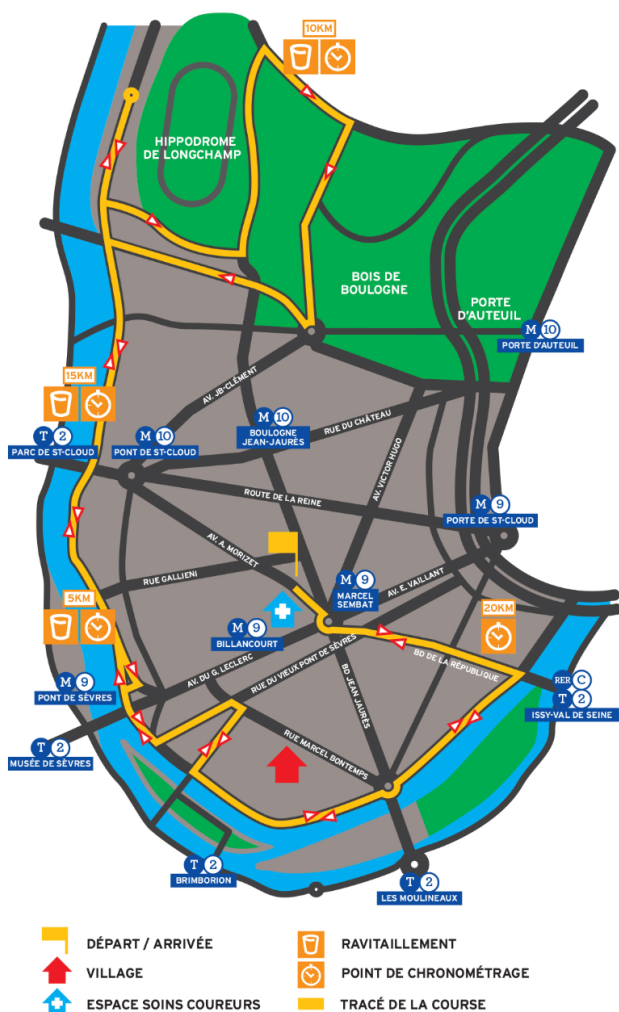 10KM
HIPPODROME
DE LONGCHAMP
BOIS DE
BOULOGNE
PORTE
D'AUTEUIL
M 10
PORTE D'AUTEUIL
15KM
AV. JB-CLÉMENT
T 2
PARC DE ST-CLOUD
M 10
PONT DE ST-CLOUD
M 10
BOULOGNE
JEAN-JAURÈS
RUE DU CHÂTEAU
AV. VICTOR HUGO
ROUTE DE LA REINE
M 9
PORTE DE ST-CLOUD
AV. A. MORIZET
RUE GALLIENI
5KM
M 9
MARCEL
SEMBAT
AV. E. VAILLANT
20KM
M 9
BILLANCOURT
M 9
PONT DE SÈVRES
AV. DU G. LECLERC
RUE DU VIEUX PONT DE SÈVRES
BD DE LA RÉPUBLIQUE
BD JEAN JAURÈS
RER C
T 2
ISSY-VAL DE SEINE
T 2
MUSÉE DE SÈVRES
RUE MARCEL BONTEMPS
T 2
BRIMBORION
T 2
LES MOULINEAUX
DÉPART / ARRIVÉE
VILLAGE
ESPACE SOINS COUREURS
RAVITAILLEMENT
POINT DE CHRONOMÉTRAGE
TRACÉ DE LA COURSE